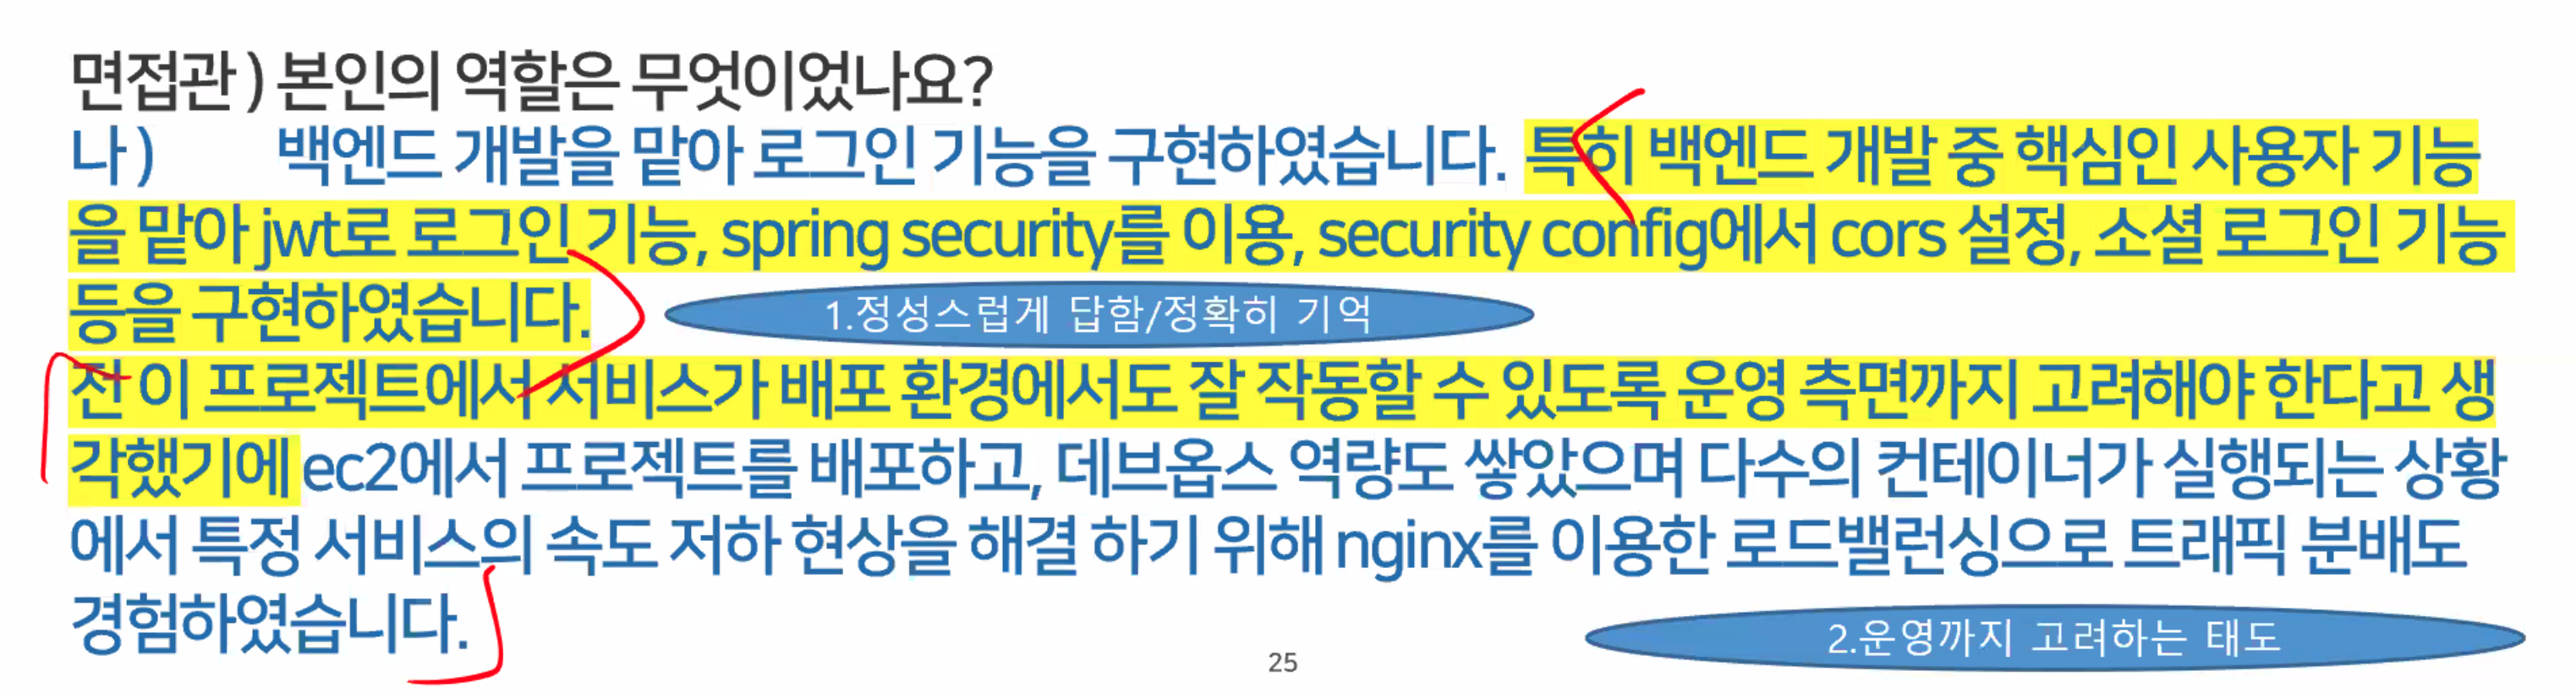 면접관 ) 본인의 역할은 무엇이었나요?
나 ) 백엔드 개발을 맡아 로그인 기능을 구현하였습니다. 특히 백엔드 개발 중 핵심인 사용자 기능
을 맡아 jwt로 로그인 기능, spring security를 이용, security config에서 cors 설정, 소셜 로그인 기능
등을 구현하였습니다.
1.정성스럽게 답함/정확히 기억
전 이 프로젝트에서 서비스가 배포 환경에서도 잘 작동할 수 있도록 운영 측면까지 고려해야 한다고 생
각했기에 ec2에서 프로젝트를 배포하고, 데브옵스 역량도 쌓았으며 다수의 컨테이너가 실행되는 상황
에서 특정 서비스의 속도 저하 현상을 해결 하기 위해 nginx를 이용한 로드밸런싱으로 트래픽 분배도
경험하였습니다.
2.운영까지 고려하는 태도
25